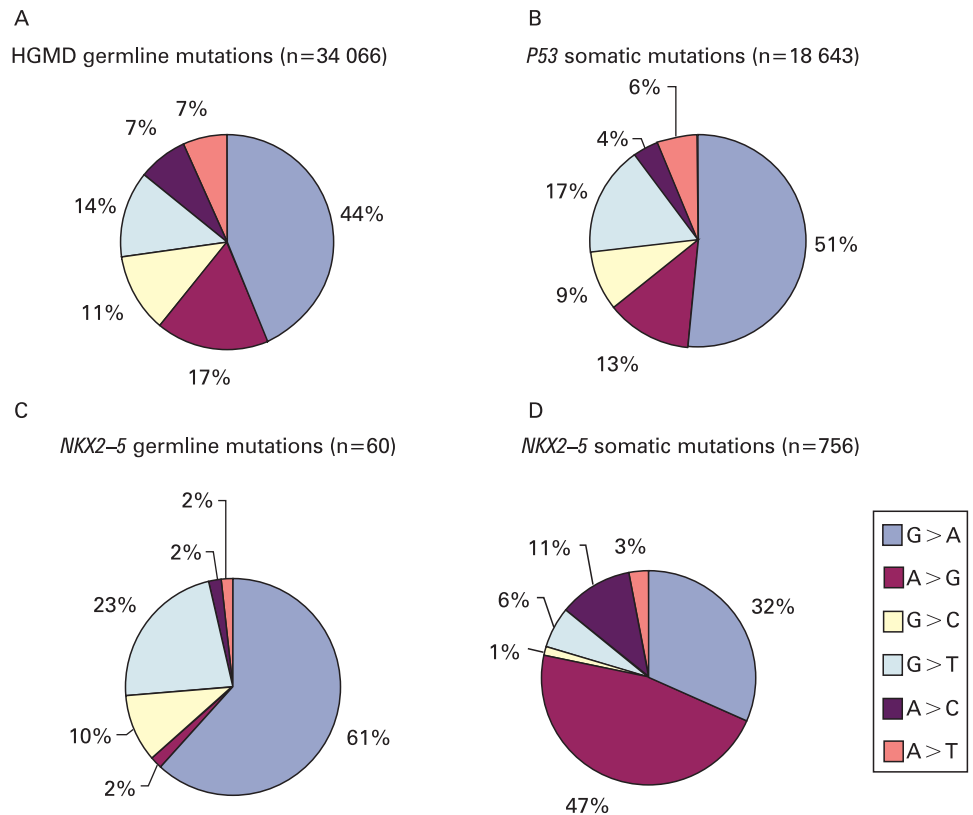 A
HGMD germline mutations (n=34 066)
7%
7%
14%
44%
11%
17%
B
P53 somatic mutations (n=18 643)
6%
4%
17%
51%
9%
13%
C
NKX2–5 germline mutations (n=60)
2%
2%
23%
10%
61%
2%
D
NKX2–5 somatic mutations (n=756)
11%
3%
6%
32%
1%
47%
G > A
A > G
G > C
G > T
A > C
A > T